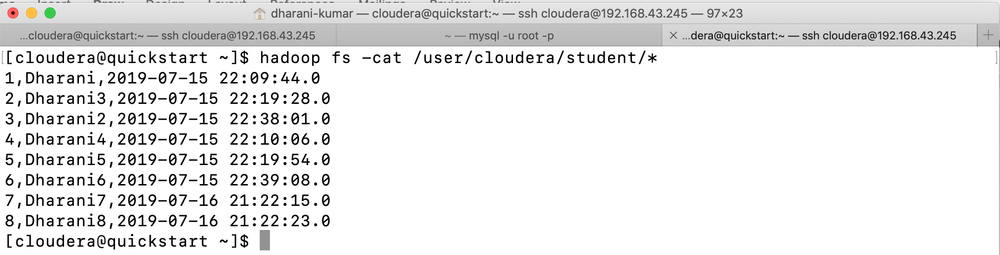 dharani-kumar — cloudera@quickstart:~ — ssh cloudera@192.168.43.245 — 97×23
...cloudera@quickstart:~ — ssh cloudera@192.168.43.245
~ — mysql -u root -p
...dera@quickstart:~ — ssh cloudera@192.168.43.245
[cloudera@quickstart ~]$ hadoop fs -cat /user/cloudera/student/*
1,Dharani,2019-07-15 22:09:44.0
2,Dharani3,2019-07-15 22:19:28.0
3,Dharani2,2019-07-15 22:38:01.0
4,Dharani4,2019-07-15 22:10:06.0
5,Dharani5,2019-07-15 22:19:54.0
6,Dharani6,2019-07-15 22:39:08.0
7,Dharani7,2019-07-16 21:22:15.0
8,Dharani8,2019-07-16 21:22:23.0
[cloudera@quickstart ~]$